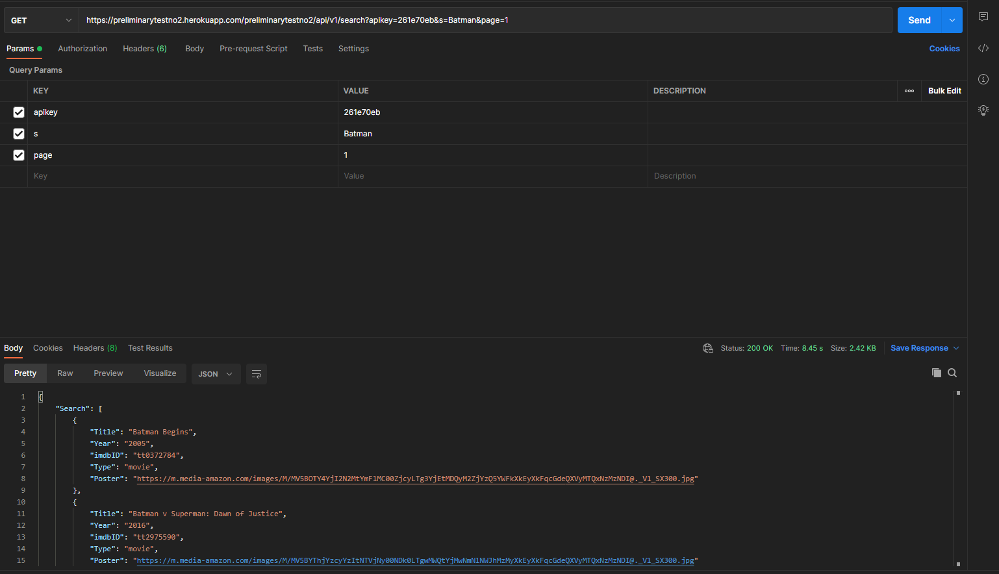 GET
https://preliminarytestno2.herokuapp.com/preliminarytestno2/api/v1/search?apikey=261e70eb&s=Batman&page=1
Send
Params Authorization Headers (6) Body Pre-request Script Tests Settings Cookies
Query Params
KEY VALUE DESCRIPTION ooo Bulk Edit
apikey 261e70eb
s Batman
page 1
Key Value Description
Body Cookies Headers (8) Test Results Status: 200 OK Time: 8.45 s Size: 2.42 KB Save Response
Pretty Raw Preview Visualize JSON
1 {
2 "Search": [
3 {
4 "Title": "Batman Begins",
5 "Year": "2005",
6 "imdbID": "tt0372784",
7 "Type": "movie",
8 "Poster": "https://m.media-amazon.com/images/M/MV5BOTY4YjI2N2MtYmFlMC00ZjcyLTg3YjEtMDQyM2ZjYzQ5YWFkXkEyXkFqcGdeQXVyMTQxNzMzNDI@._V1_SX300.jpg"
9 },
10 {
11 "Title": "Batman v Superman: Dawn of Justice",
12 "Year": "2016",
13 "imdbID": "tt2975590",
14 "Type": "movie",
15 "Poster": "https://m.media-amazon.com/images/M/MV5BYThjYzcyYzItNTVjNy00NDk0LTgwMWQtYjMwNmNlNWJhMzMyXkEyXkFqcGdeQXVyMTQxNzMzNDI@._V1_SX300.jpg"